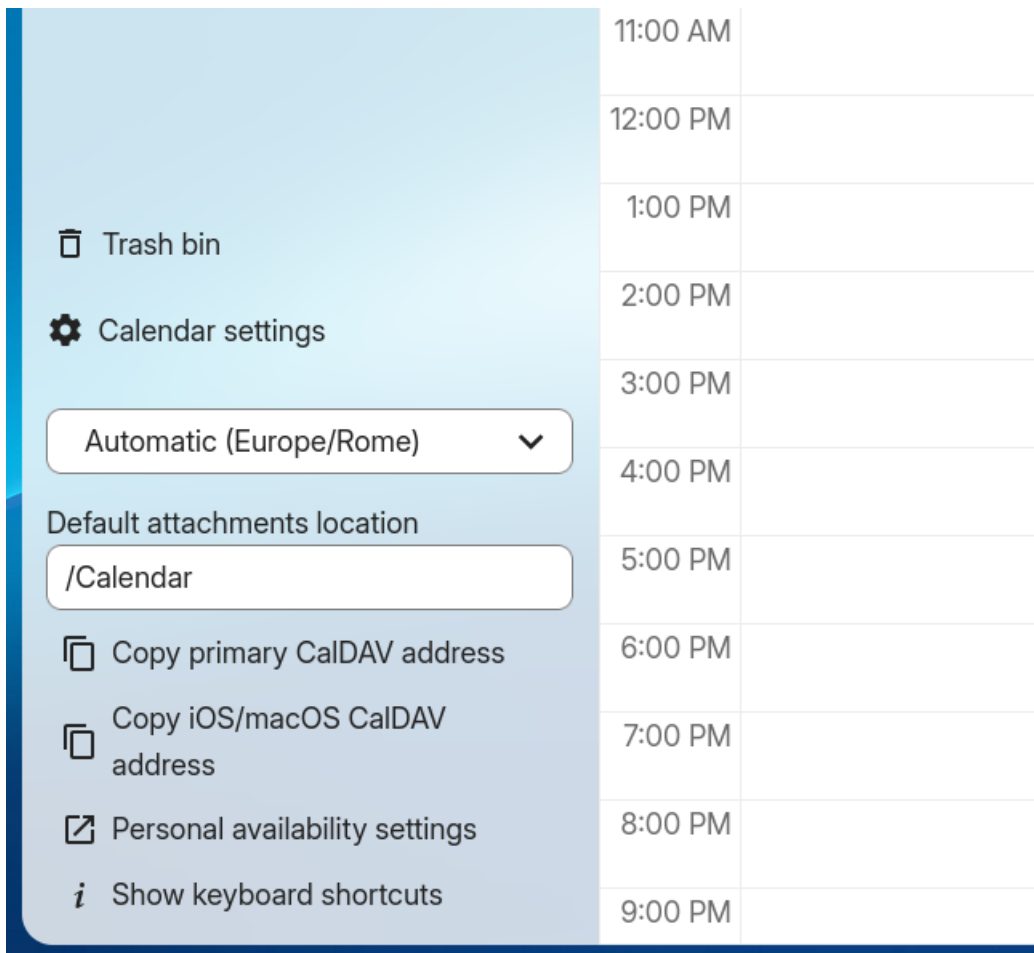 Trash bin
Calendar settings
Automatic (Europe/Rome)
Default attachments location
/Calendar
Copy primary CalDAV address
Copy iOS/macOS CalDAV
address
Personal availability settings
Show keyboard shortcuts
11:00 AM
12:00 PM
1:00 PM
2:00 PM
3:00 PM
4:00 PM
5:00 PM
6:00 PM
7:00 PM
8:00 PM
9:00 PM